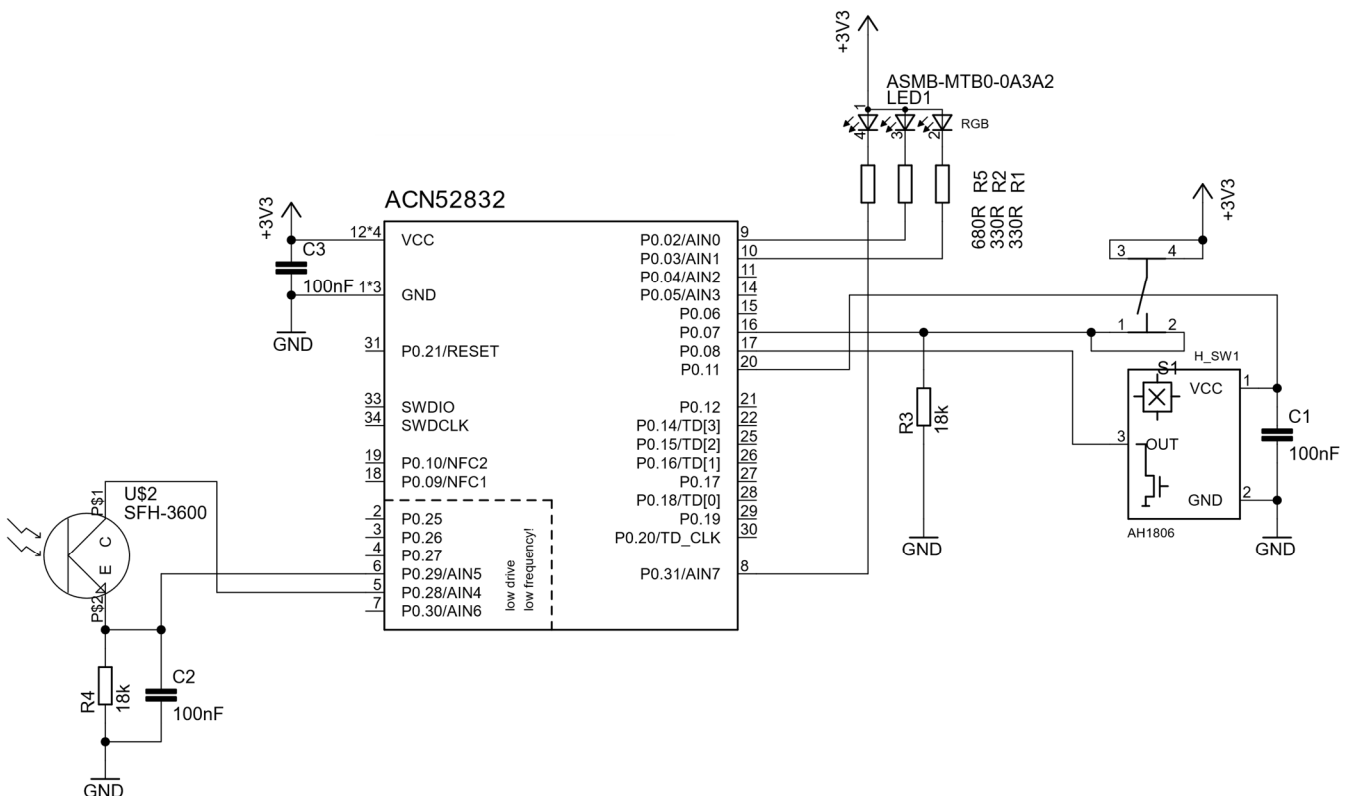 +3V3
ASMB-MTB0-0A3A2
LED1
1
4
3
2
RGB
680R R5
330R R2
330R R1
ACN52832
+3V3
C3
100nF
GND
12*4 VCC
1*3 GND
31 P0.21/RESET
33 SWDIO
34 SWDCLK
19 P0.10/NFC2
18 P0.09/NFC1
2 P0.25
3 P0.26
4 P0.27
6 P0.29/AIN5
5 P0.28/AIN4
7 P0.30/AIN6
low drive
low frequency!
P0.02/AIN0 9
P0.03/AIN1 10
P0.04/AIN2 11
P0.05/AIN3 14
P0.06 15
P0.07 16
P0.08 17
P0.11 20
P0.12 21
P0.14/TD[3] 22
P0.15/TD[2] 25
P0.16/TD[1] 26
P0.17 27
P0.18/TD[0] 28
P0.19 29
P0.20/TD_CLK 30
P0.31/AIN7 8
+3V3
3 4
1 2
S1
H_SW1
VCC 1
3 OUT
GND 2
AH1806
C1
100nF
GND
R3
18k
GND
P$1
U$2
SFH-3600
C
E
P$2
R4
18k
C2
100nF
GND